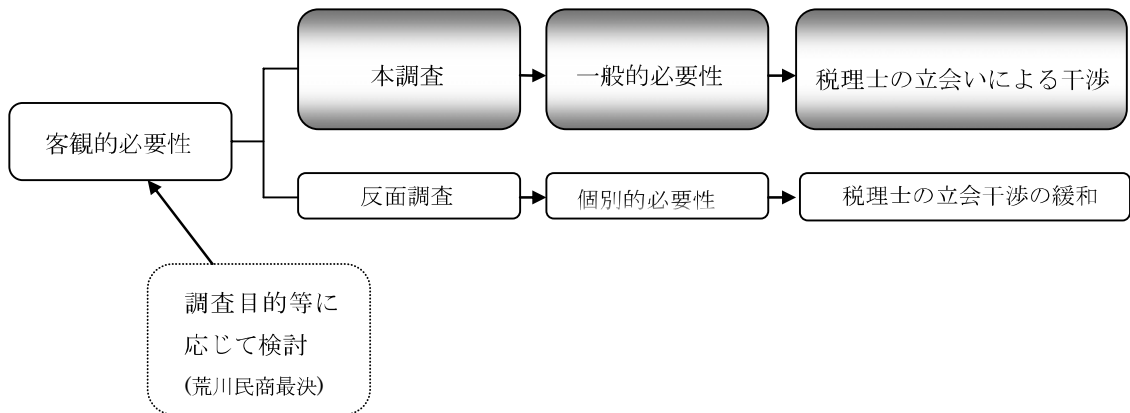 客観的必要性
本調査
一般的必要性
税理士の立会いによる干渉
反面調査
個別的必要性
税理士の立会干渉の緩和
調査目的等に
応じて検討
(荒川民商最決)